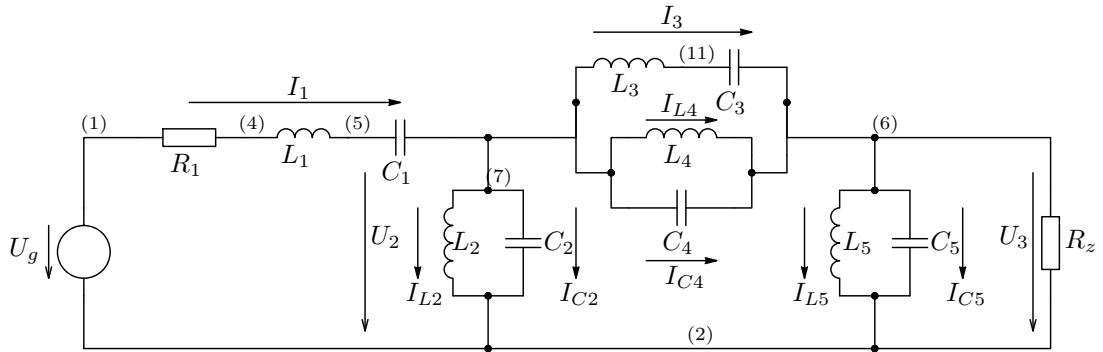 I3
(11)
L3
C3
I1
IL4
(1)
(4)
(5)
(6)
R1
L1
C1
L4
(7)
C4
Ug
U2
L2
C2
IC4
L5
C5
U3
Rz
IL2
IC2
IL5
IC5
(2)